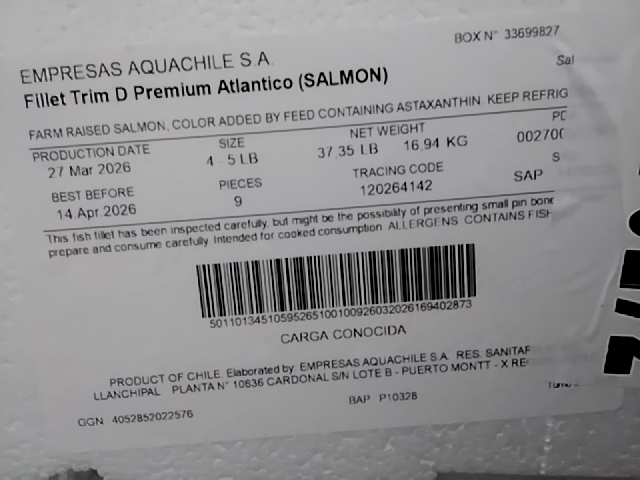 BOX N° 33699827
EMPRESAS AQUACHILE S.A.
Sal
Fillet Trim D Premium Atlantico (SALMON)
FARM RAISED SALMON, COLOR ADDED BY FEED CONTAINING ASTAXANTHIN. KEEP REFRIG
PRODUCTION DATE SIZE NET WEIGHT
27 Mar 2026 4 - 5 LB 37,35 LB 16,94 KG 00270
BEST BEFORE PIECES TRACING CODE S
14 Apr 2026 9 120264142 SAP
This fish fillet has been inspected carefully, but might be the possibility of presenting small pin bone
prepare and consume carefully. Intended for cooked consumption. ALLERGENS: CONTAINS FISH
50110134510595265100100926032026169402873
CARGA CONOCIDA
PRODUCT OF CHILE. Elaborated by: EMPRESAS AQUACHILE S.A. RES. SANITAR
LLANCHIPAL PLANTA N° 10636 CARDONAL S/N LOTE B - PUERTO MONTT - X RE
GGN 4052852022576 BAP P10328